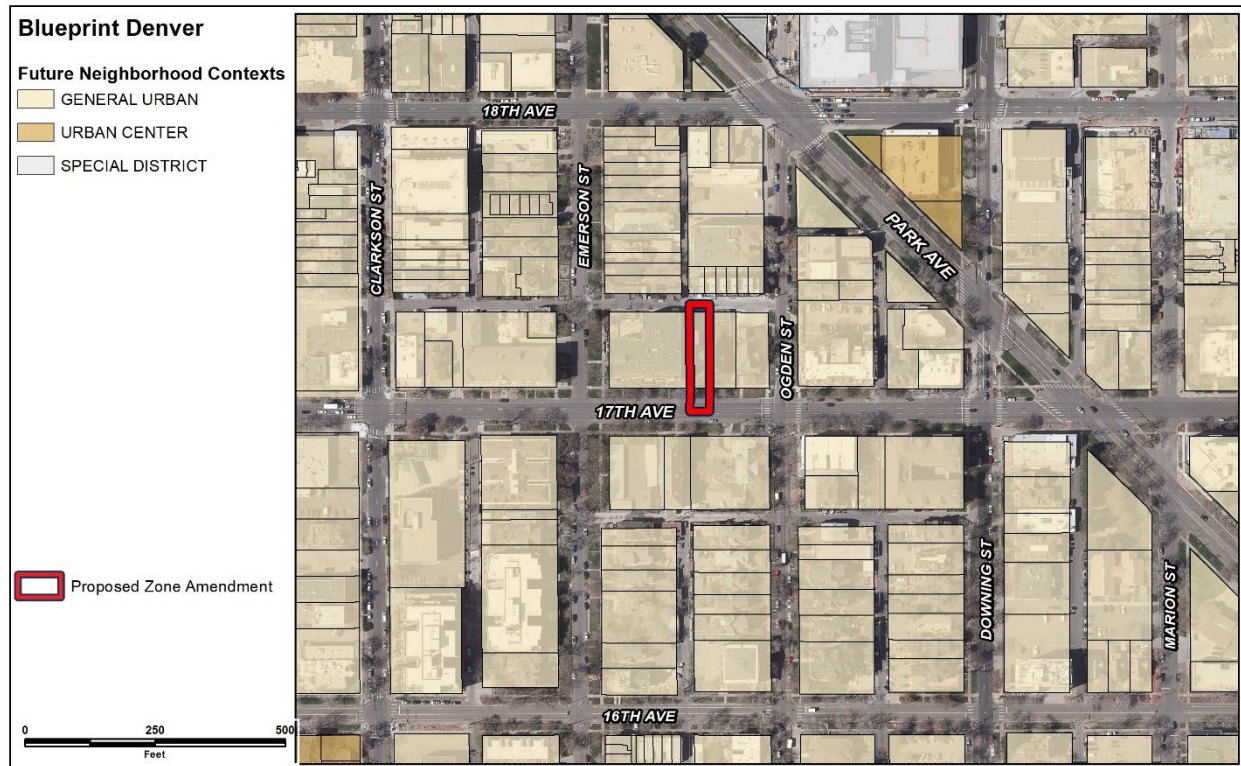 Blueprint Denver
Future Neighborhood Contexts
GENERAL URBAN
URBAN CENTER
SPECIAL DISTRICT
Proposed Zone Amendment
0 250 500
Feet
18TH AVE
CLARKSON ST
EMERSON ST
PARK AVE
OGDEN ST
17TH AVE
DOWNING ST
MARION ST
16TH AVE